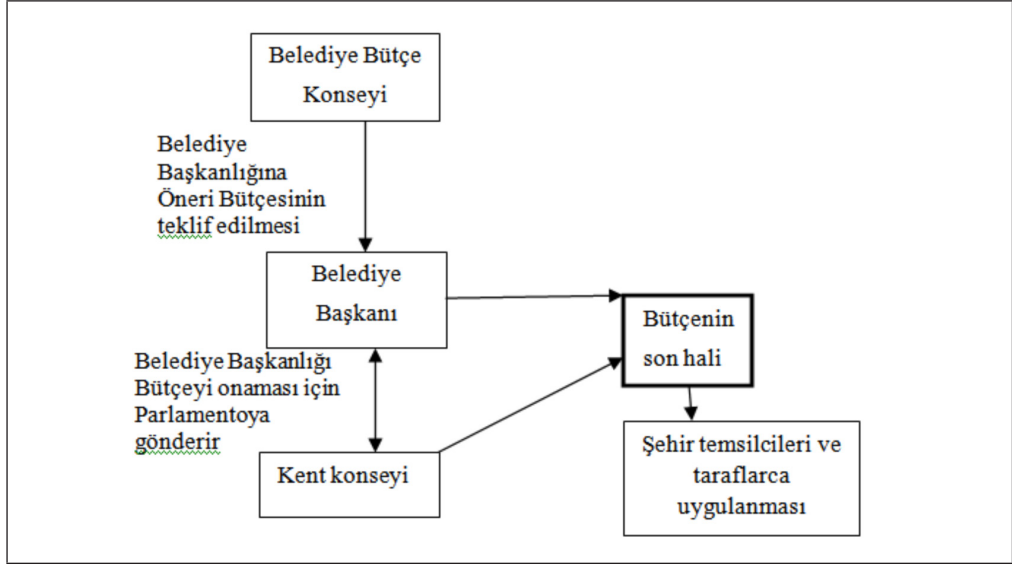 Belediye Bütçe
Konseyi
Belediye
Başkanlığına
Öneri Bütçesinin
teklif edilmesi
Belediye
Başkanı
Bütçenin
son hali
Belediye Başkanlığı
Bütçeyi onaması için
Parlamentoya
gönderir
Kent konseyi
Şehir temsilcileri ve
taraflarca
uygulanması